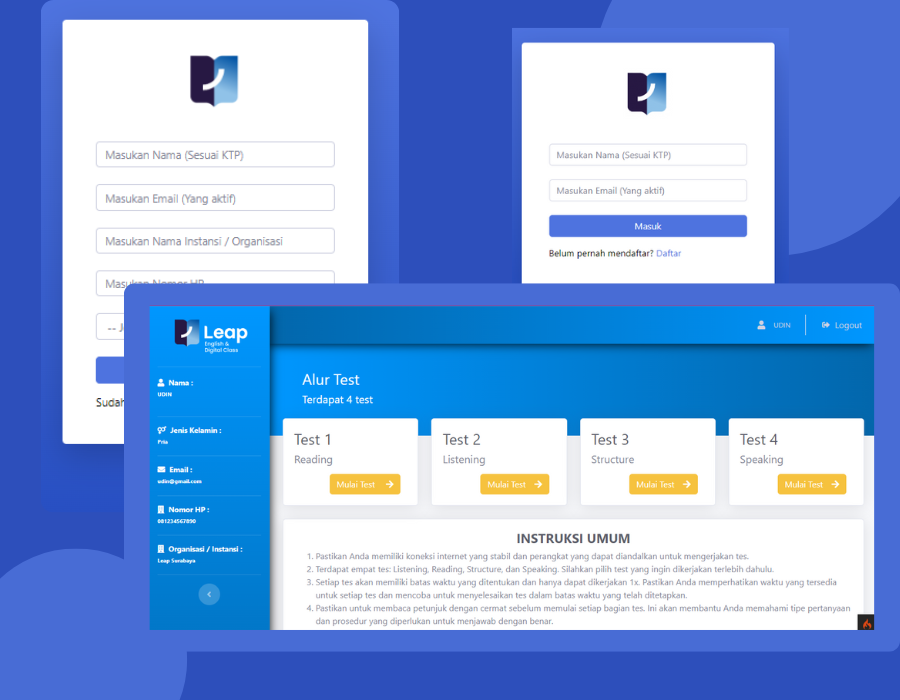 Masukan Nama (Sesuai KTP)
Masukan Email (Yang aktif)
Masukan Nama Instansi / Organisasi
Masukan Nomor HP
--
Sudah
Masukan Nama (Sesuai KTP)
Masukan Email (Yang aktif)
Masuk
Belum pernah mendaftar? Daftar
Leap
English &
Digital Class
UDIN
Logout
Nama :
UDIN
Jenis Kelamin :
Pria
Email :
udin@gmail.com
Nomor HP :
081234567890
Organisasi / Instansi :
Leap Surabaya
Alur Test
Terdapat 4 test
Test 1
Reading
Mulai Test
Test 2
Listening
Mulai Test
Test 3
Structure
Mulai Test
Test 4
Speaking
Mulai Test
INSTRUKSI UMUM
1. Pastikan Anda memiliki koneksi internet yang stabil dan perangkat yang dapat diandalkan untuk mengerjakan tes.
2. Terdapat empat tes: Listening, Reading, Structure, dan Speaking. Silahkan pilih test yang ingin dikerjakan terlebih dahulu.
3. Setiap tes akan memiliki batas waktu yang ditentukan dan hanya dapat dikerjakan 1x. Pastikan Anda memperhatikan waktu yang tersedia
untuk setiap tes dan mencoba untuk menyelesaikan tes dalam batas waktu yang telah ditetapkan.
4. Pastikan untuk membaca petunjuk dengan cermat sebelum memulai setiap bagian tes. Ini akan membantu Anda memahami tipe pertanyaan
dan prosedur yang diperlukan untuk menjawab dengan benar.